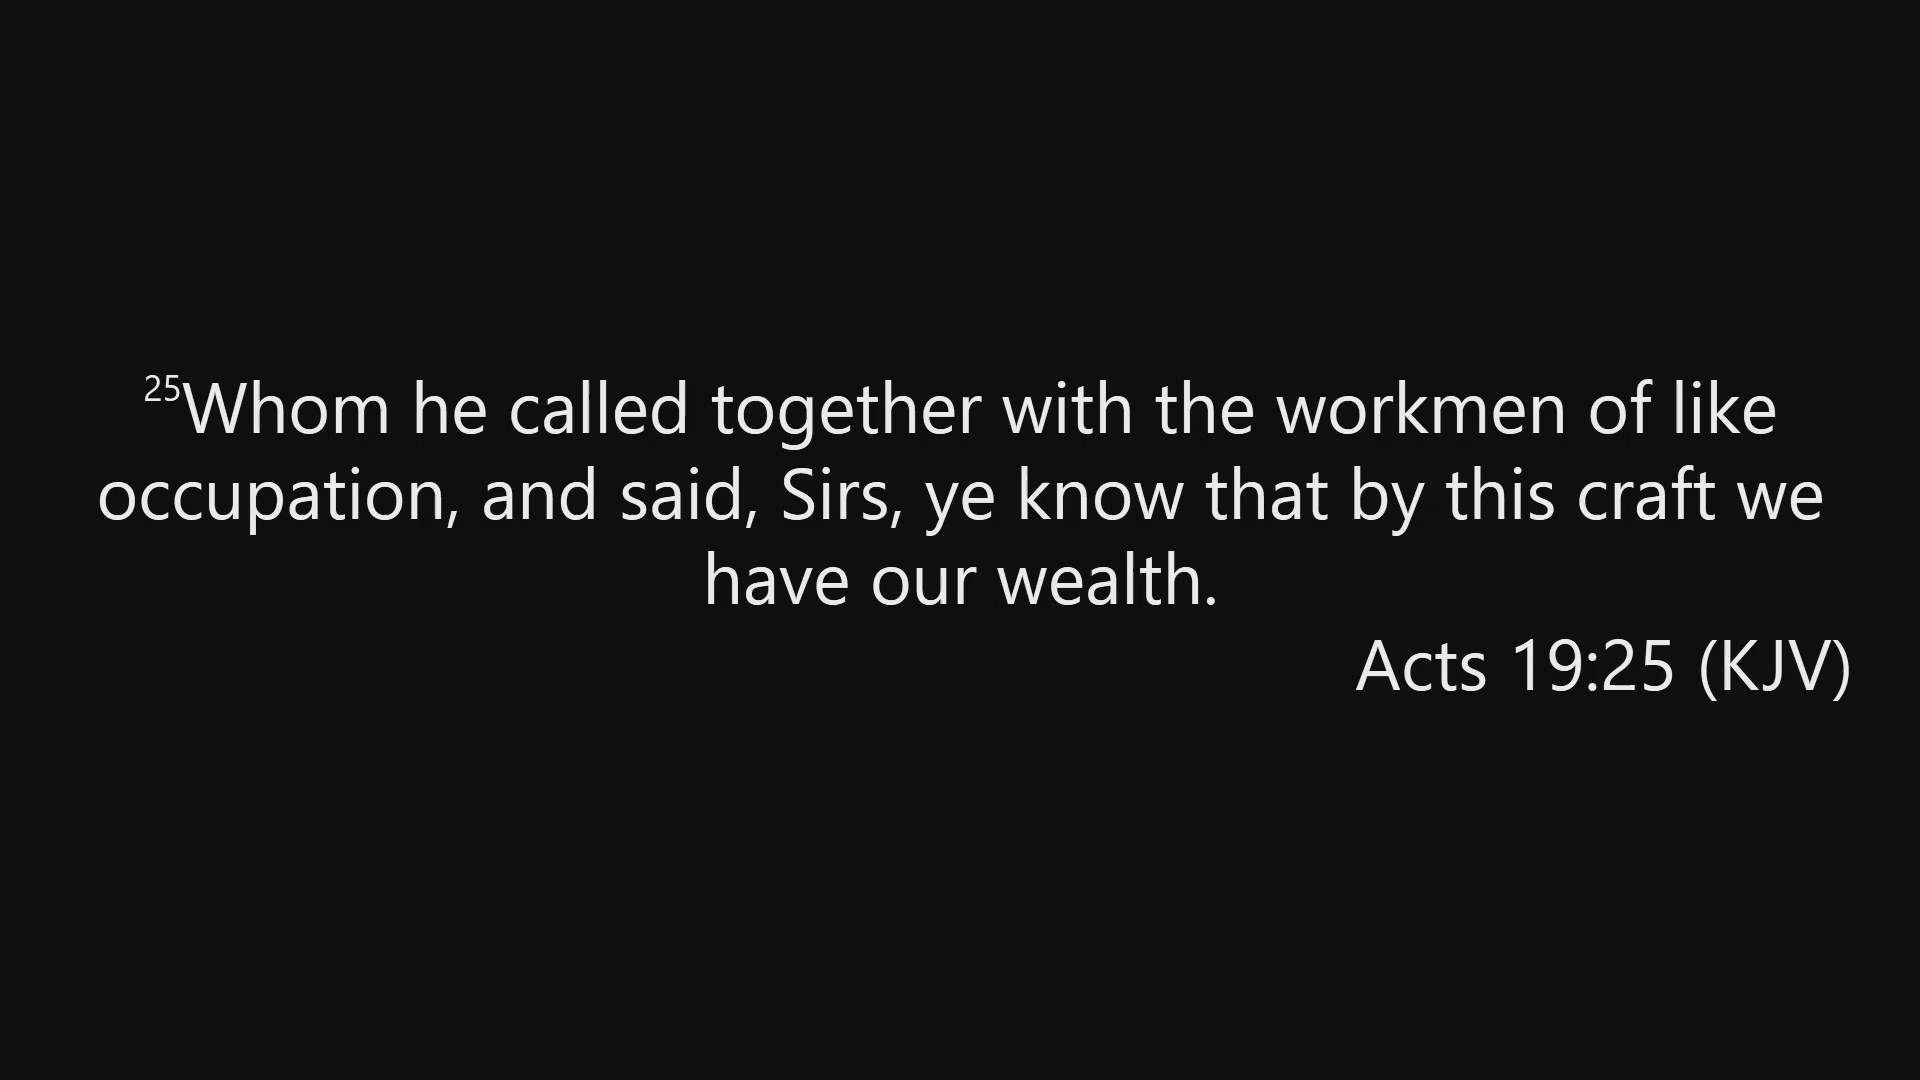 25Whom he called together with the workmen of like
occupation, and said, Sirs, ye know that by this craft we
have our wealth.
Acts 19:25 (KJV)